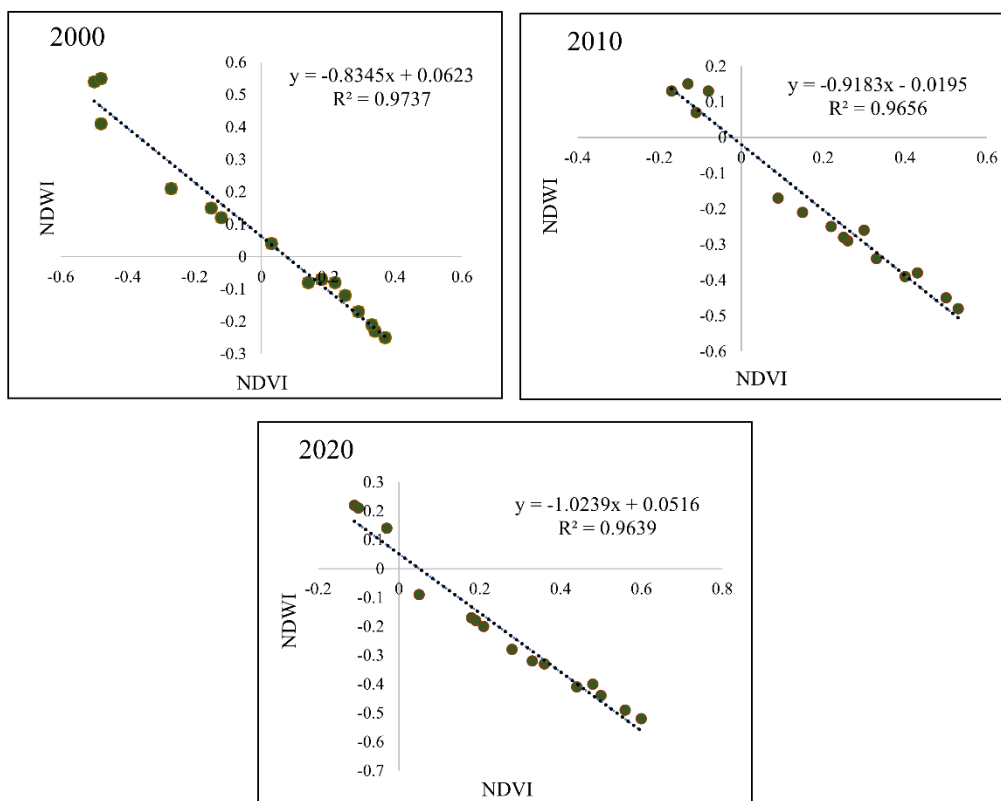 2000
y = -0.8345x + 0.0623
R² = 0.9737
0.6
0.5
0.4
0.3
0.2
0.1
0
-0.1
-0.2
-0.3
-0.6 -0.4 -0.2 0 0.2 0.4 0.6
NDWI
NDVI
2010
y = -0.9183x - 0.0195
R² = 0.9656
0.2
0.1
0
-0.1
-0.2
-0.3
-0.4
-0.5
-0.6
-0.4 -0.2 0 0.2 0.4 0.6
NDWI
NDVI
2020
y = -1.0239x + 0.0516
R² = 0.9639
0.3
0.2
0.1
0
-0.1
-0.2
-0.3
-0.4
-0.5
-0.6
-0.7
-0.2 0 0.2 0.4 0.6 0.8
NDWI
NDVI